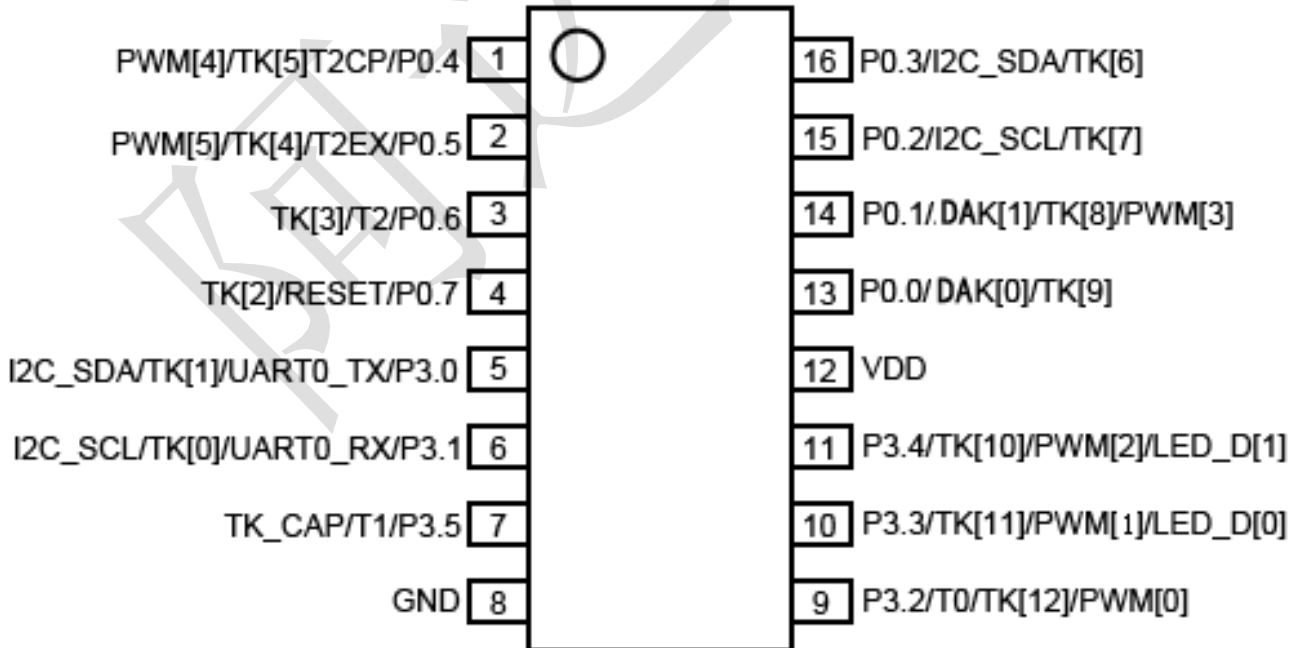 PWM[4]/TK[5]T2CP/P0.4 1 16 P0.3/I2C_SDA/TK[6]
PWM[5]/TK[4]/T2EX/P0.5 2 15 P0.2/I2C_SCL/TK[7]
TK[3]/T2/P0.6 3 14 P0.1/.DAK[1]/TK[8]/PWM[3]
TK[2]/RESET/P0.7 4 13 P0.0/DAK[0]/TK[9]
I2C_SDA/TK[1]/UART0_TX/P3.0 5 12 VDD
I2C_SCL/TK[0]/UART0_RX/P3.1 6 11 P3.4/TK[10]/PWM[2]/LED_D[1]
TK_CAP/T1/P3.5 7 10 P3.3/TK[11]/PWM[1]/LED_D[0]
GND 8 9 P3.2/T0/TK[12]/PWM[0]